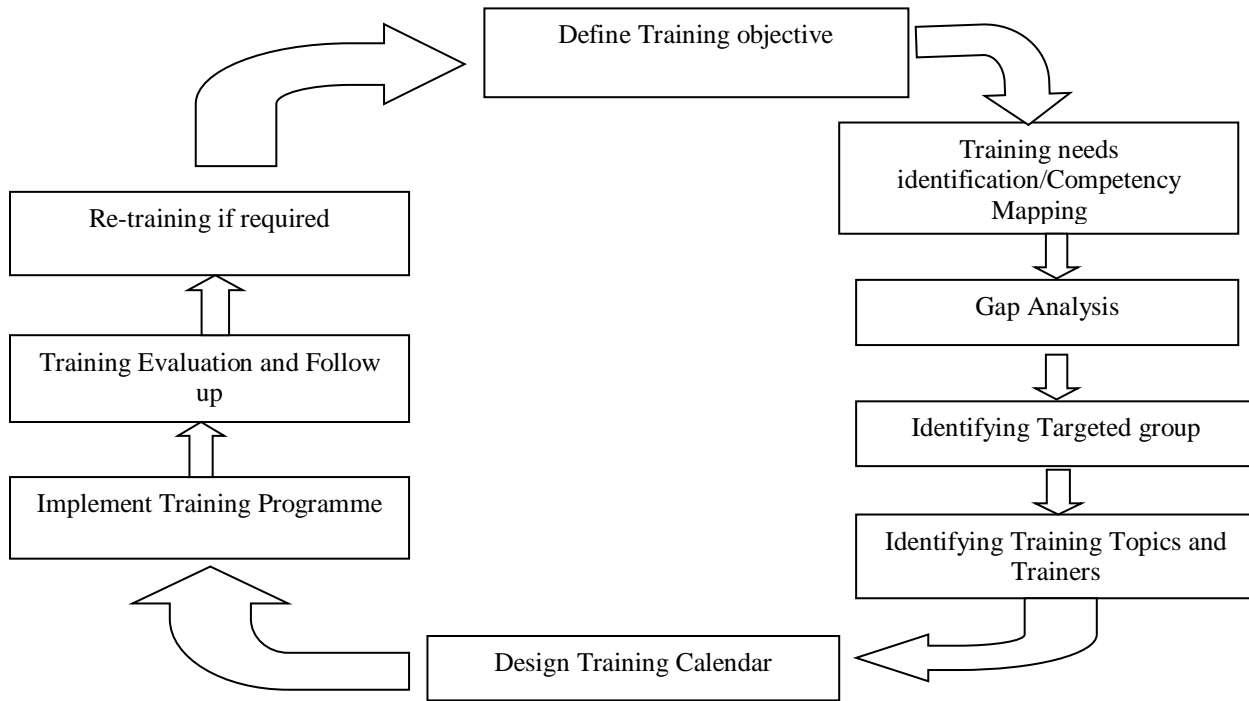 Define Training objective
Training needs
identification/Competency
Mapping
Gap Analysis
Identifying Targeted group
Identifying Training Topics and
Trainers
Design Training Calendar
Implement Training Programme
Training Evaluation and Follow
up
Re-training if required